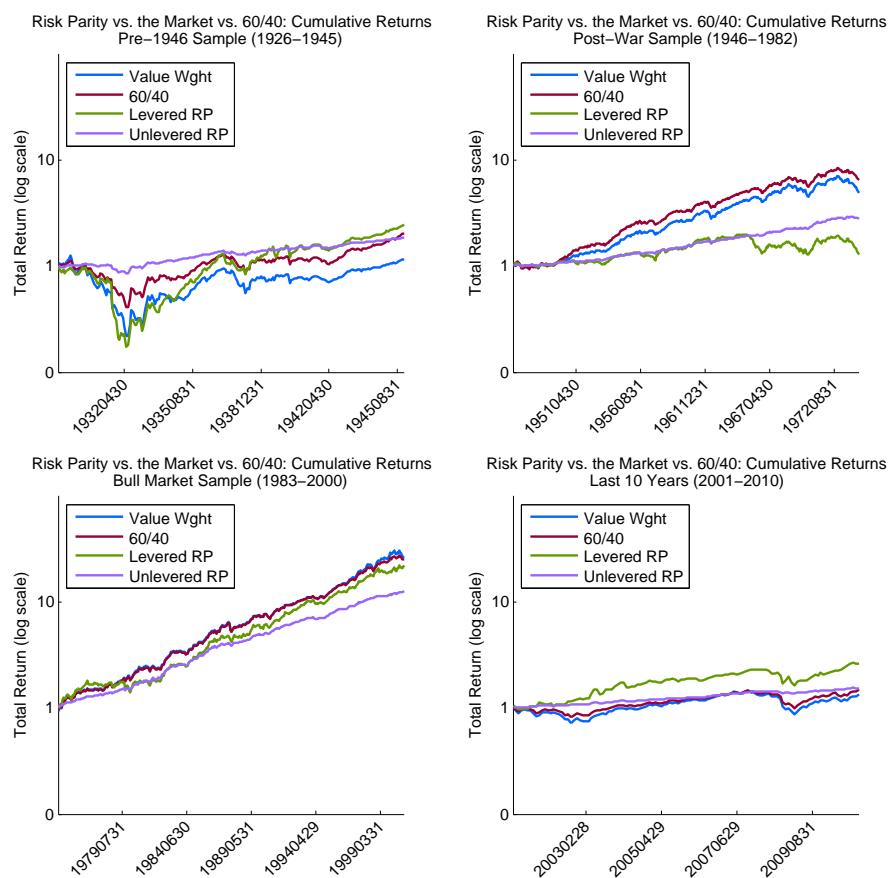 Risk Parity vs. the Market vs. 60/40: Cumulative Returns
Pre−1946 Sample (1926−1945)
Value Wght
60/40
Levered RP
Unlevered RP
Total Return (log scale)
10
1
0
19320430
19350831
19381231
19420430
19450831
Risk Parity vs. the Market vs. 60/40: Cumulative Returns
Post−War Sample (1946−1982)
Value Wght
60/40
Levered RP
Unlevered RP
Total Return (log scale)
10
1
0
19510430
19560831
19611231
19670430
19720831
Risk Parity vs. the Market vs. 60/40: Cumulative Returns
Bull Market Sample (1983−2000)
Value Wght
60/40
Levered RP
Unlevered RP
Total Return (log scale)
10
1
0
19790731
19840630
19890531
19940429
19990331
Risk Parity vs. the Market vs. 60/40: Cumulative Returns
Last 10 Years (2001−2010)
Value Wght
60/40
Levered RP
Unlevered RP
Total Return (log scale)
10
1
0
20030228
20050429
20070629
20090831